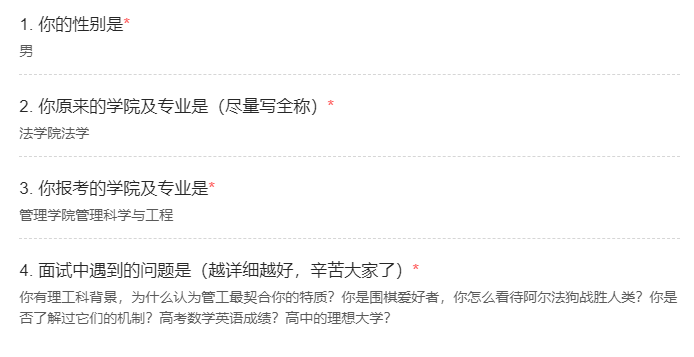 1. 你的性别是*
男
2. 你原来的学院及专业是（尽量写全称）*
法学院法学
3. 你报考的学院及专业是*
管理学院管理科学与工程
4. 面试中遇到的问题是（越详细越好，辛苦大家了）*
你有理工科背景，为什么认为管工最契合你的特质？你是围棋爱好者，你怎么看待阿尔法狗战胜人类？你是
否了解过它们的机制？高考数学英语成绩？高中的理想大学？